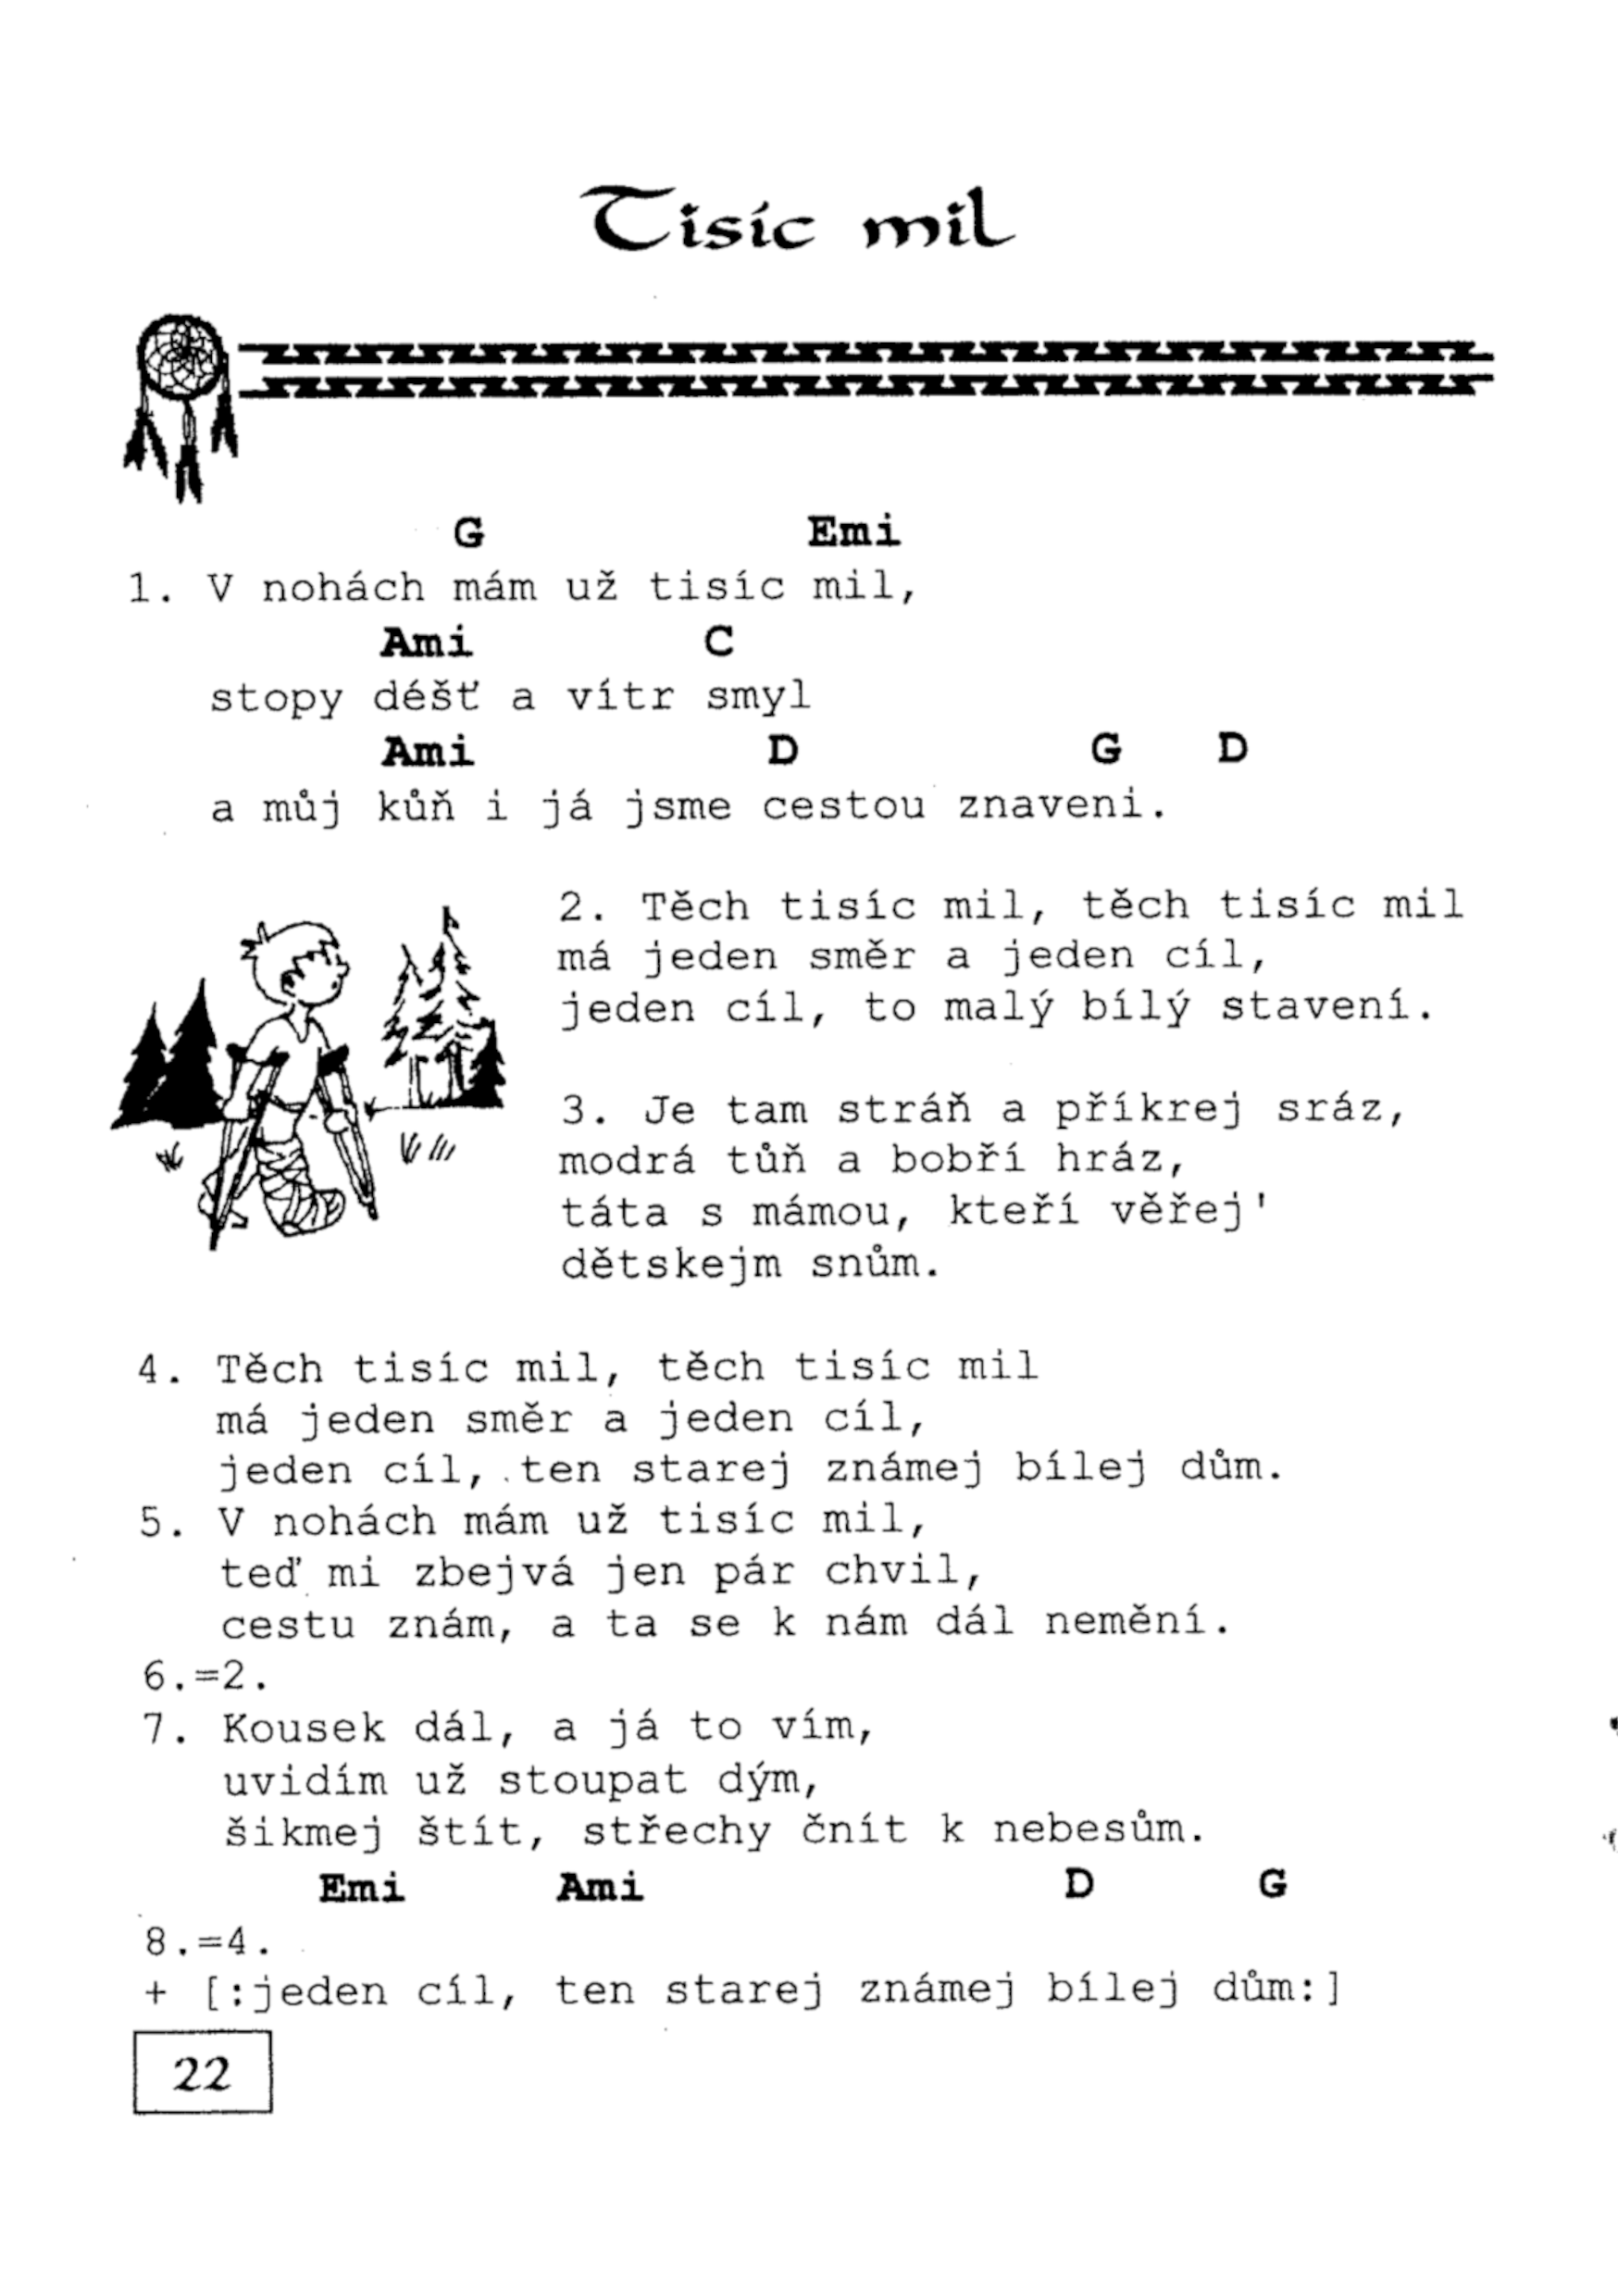 Tisíc mil
G Emi
1. V nohách mám už tisíc mil,
Ami C
stopy déšť a vítr smyl
Ami D G D
a můj kůň i já jsme cestou znaveni.
2. Těch tisíc mil, těch tisíc mil
má jeden směr a jeden cíl,
jeden cíl, to malý bílý stavení.
3. Je tam stráň a příkrej sráz,
modrá tůň a bobří hráz,
táta s mámou, kteří věřej'
dětskejm snům.
4. Těch tisíc mil, těch tisíc mil
má jeden směr a jeden cíl,
jeden cíl, ten starej známej bílej dům.
5. V nohách mám už tisíc mil,
teď mi zbejvá jen pár chvil,
cestu znám, a ta se k nám dál nemění.
6.=2.
7. Kousek dál, a já to vím,
uvidím už stoupat dým,
šikmej štít, střechy čnít k nebesům.
Emi Ami D G
8.=4.
+ [:jeden cíl, ten starej známej bílej dům:]
22